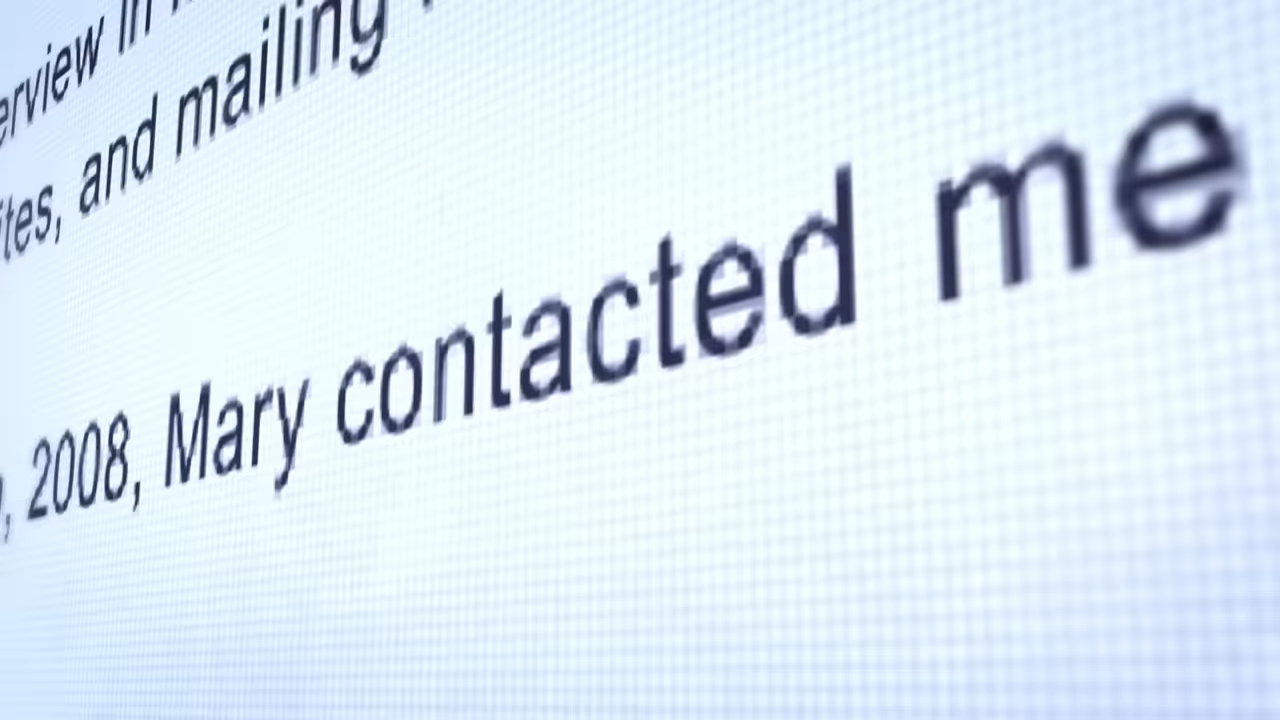 erview in
ites, and mailing
, 2008, Mary contacted me